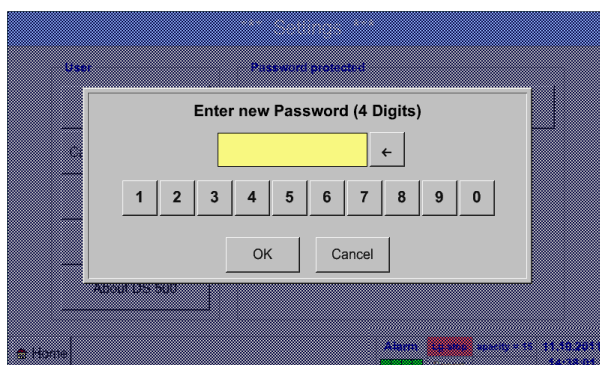 *** Settings ***
User
Password protected
Enter new Password (4 Digits)
←
1 2 3 4 5 6 7 8 9 0
OK Cancel
About DS 500
Home
Alarm
11.10.2011
14:38:01